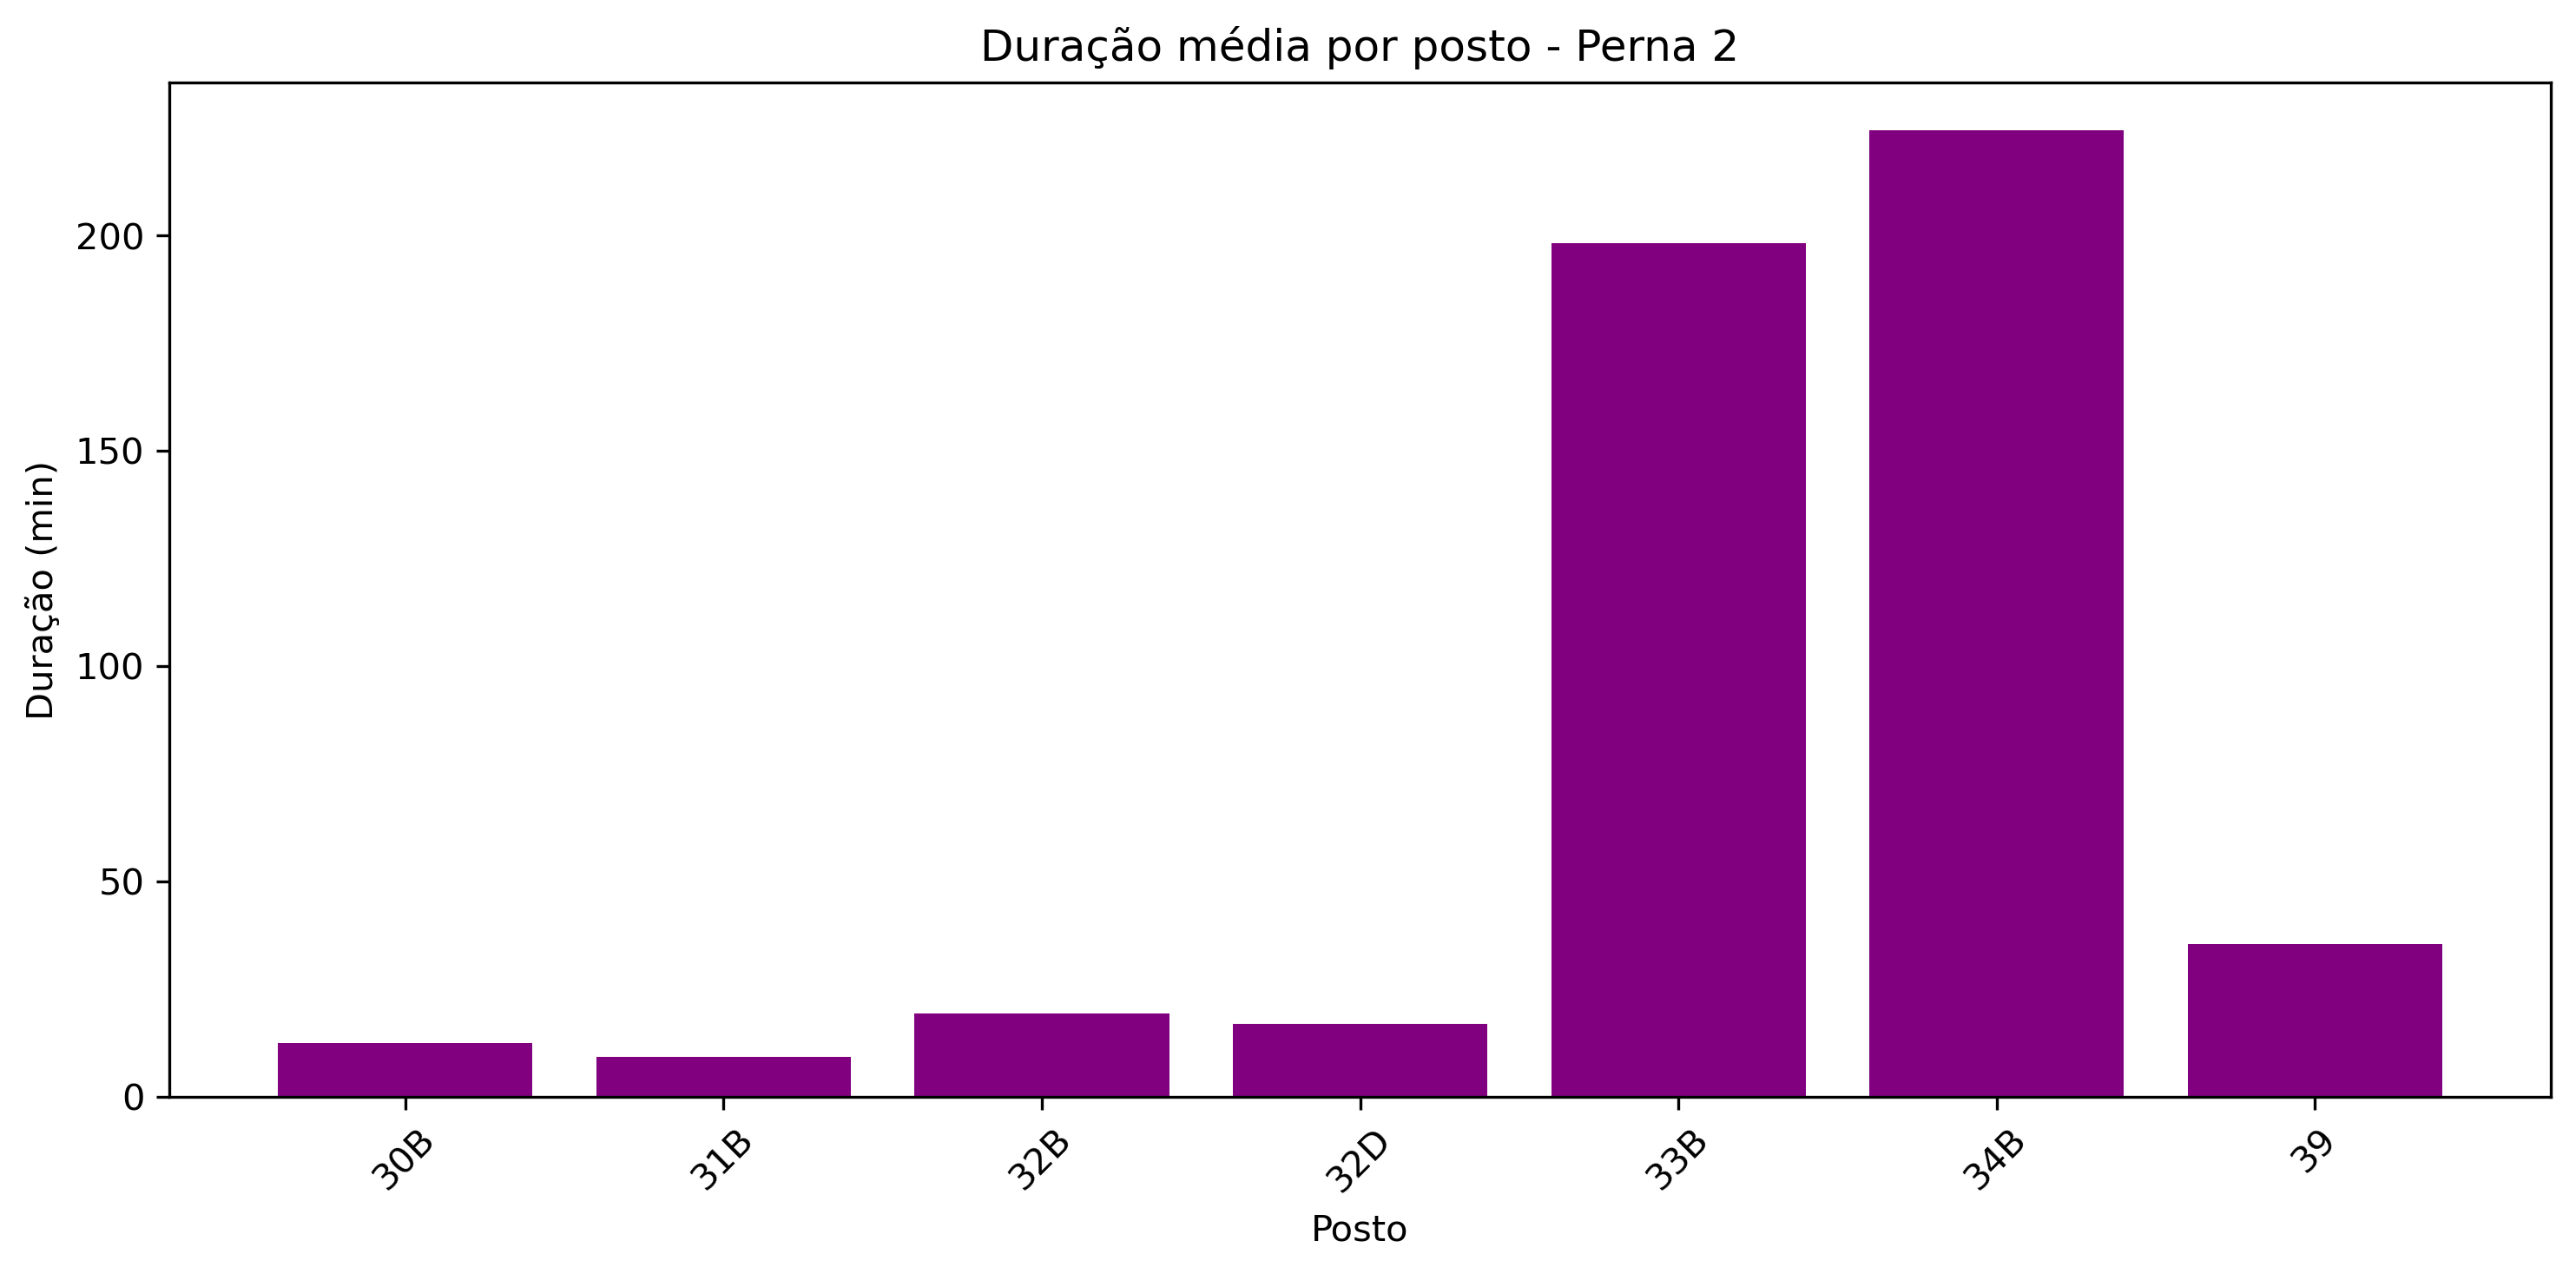 Duração média por posto - Perna 2
Duração (min)
200
150
100
50
0
30B
31B
32B
32D
33B
34B
39
Posto